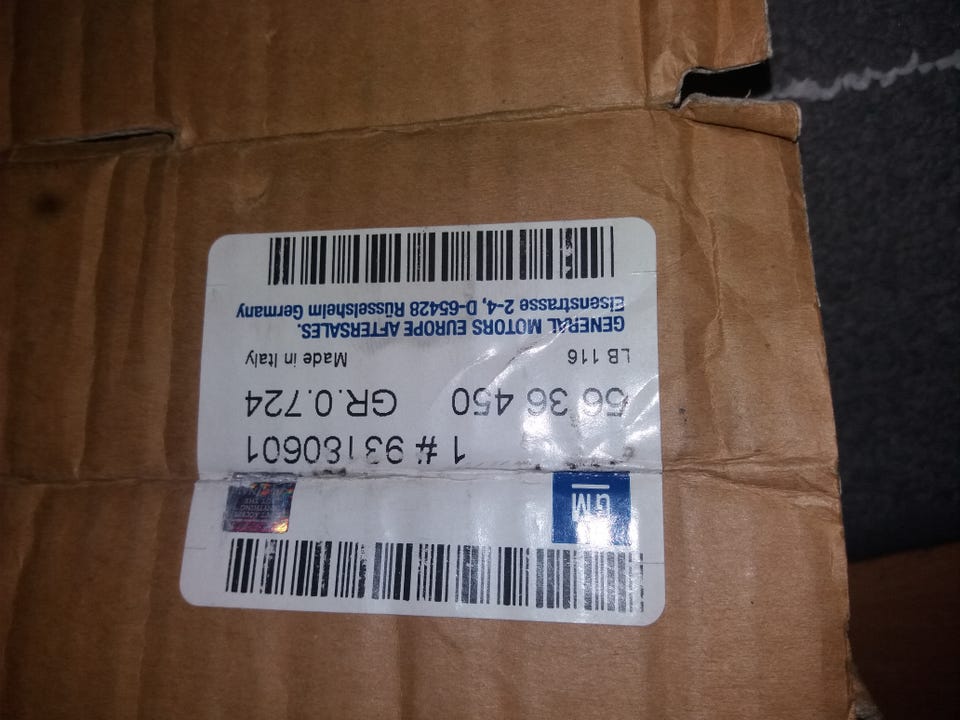 GM
1 # 93180601
66 36 450 GR.0.724
LB 116 Made in Italy
GENERAL MOTORS EUROPE AFTERSALES.
Eisenstrasse 2-4, D-65428 Rüsselsheim Germany